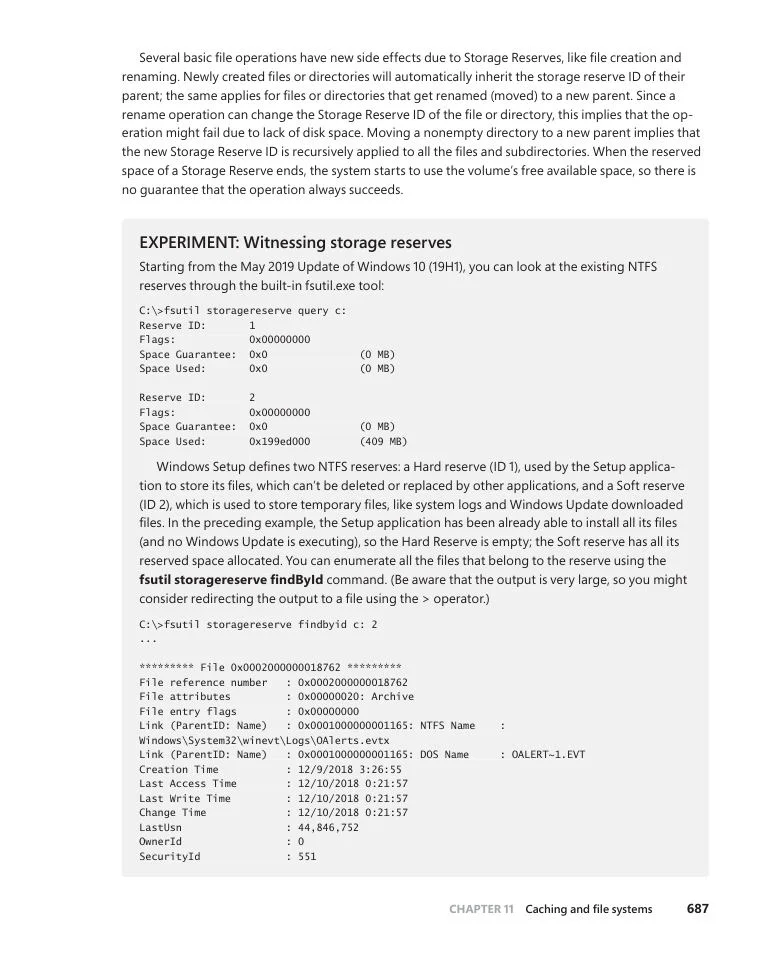 Several basic file operations have new side effects due to Storage Reserves, like file creation and
renaming. Newly created files or directories will automatically inherit the storage reserve ID of their
parent; the same applies for files or directories that get renamed (moved) to a new parent. Since a
rename operation can change the Storage Reserve ID of the file or directory, this implies that the op-
eration might fail due to lack of disk space. Moving a nonempty directory to a new parent implies that
the new Storage Reserve ID is recursively applied to all the files and subdirectories. When the reserved
space of a Storage Reserve ends, the system starts to use the volume's free available space, so there is
no guarantee that the operation always succeeds.
EXPERIMENT: Witnessing storage reserves
Starting from the May 2019 Update of Windows 10 (19H1), you can look at the existing NTFS
reserves through the built-in fsutil.exe tool:
C:\>fsutil storagereserve query c:
Reserve ID:       1
Flags:            0x00000000
Space Guarantee:  0x0               (0 MB)
Space Used:       0x0               (0 MB)
Reserve ID:       2
Flags:            0x00000000
Space Guarantee:  0x0               (0 MB)
Space Used:       0x199ed000        (409 MB)
Windows Setup defines two NTFS reserves: a Hard reserve (ID 1), used by the Setup applica-
tion to store its files, which can't be deleted or replaced by other applications, and a Soft reserve
(ID 2), which is used to store temporary files, like system logs and Windows Update downloaded
files. In the preceding example, the Setup application has been already able to install all its files
(and no Windows Update is executing), so the Hard Reserve is empty; the Soft reserve has all its
reserved space allocated. You can enumerate all the files that belong to the reserve using the
fsutil storagereserve findById command. (Be aware that the output is very large, so you might
consider redirecting the output to a file using the > operator.)
C:\>fsutil storagereserve findbyid c: 2
...
********* File 0x0002000000018762 *********
File reference number   : 0x0002000000018762
File attributes         : 0x00000020: Archive
File entry flags        : 0x00000000
Link (ParentID: Name)   : 0x0001000000001165: NTFS Name    :
Windows\System32\winevt\Logs\OAlerts.evtx
Link (ParentID: Name)   : 0x0001000000001165: DOS Name     : OALERT~1.EVT
Creation Time           : 12/9/2018 3:26:55
Last Access Time        : 12/10/2018 0:21:57
Last Write Time         : 12/10/2018 0:21:57
Change Time             : 12/10/2018 0:21:57
LastUsn                 : 44,846,752
OwnerId                 : 0
SecurityId              : 551
CHAPTER 11 Caching and file systems 687